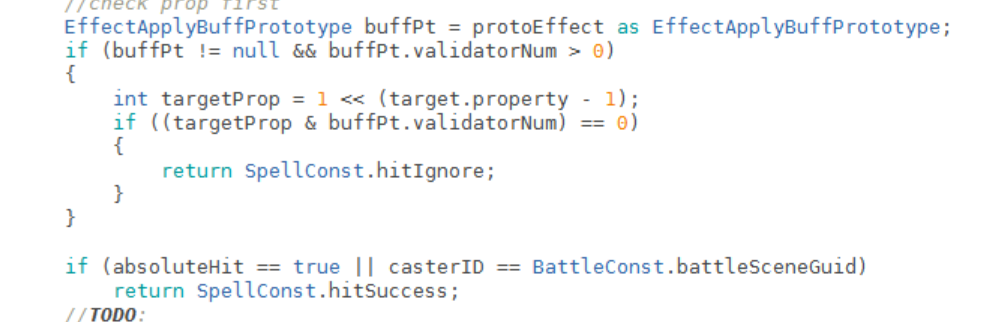 //check prop first
EffectApplyBuffPrototype buffPt = protoEffect as EffectApplyBuffPrototype;
if (buffPt != null && buffPt.validatorNum > 0)
{
    int targetProp = 1 << (target.property - 1);
    if ((targetProp & buffPt.validatorNum) == 0)
    {
        return SpellConst.hitIgnore;
    }
}

if (absoluteHit == true || casterID == BattleConst.battleSceneGuid)
    return SpellConst.hitSuccess;
//TODO: